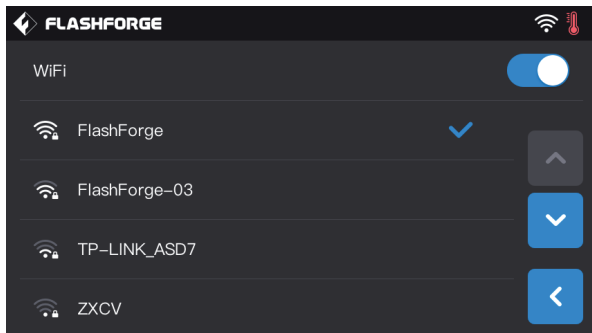 FLASHFORGE
WiFi
FlashForge
FlashForge-03
TP-LINK_ASD7
ZXCV